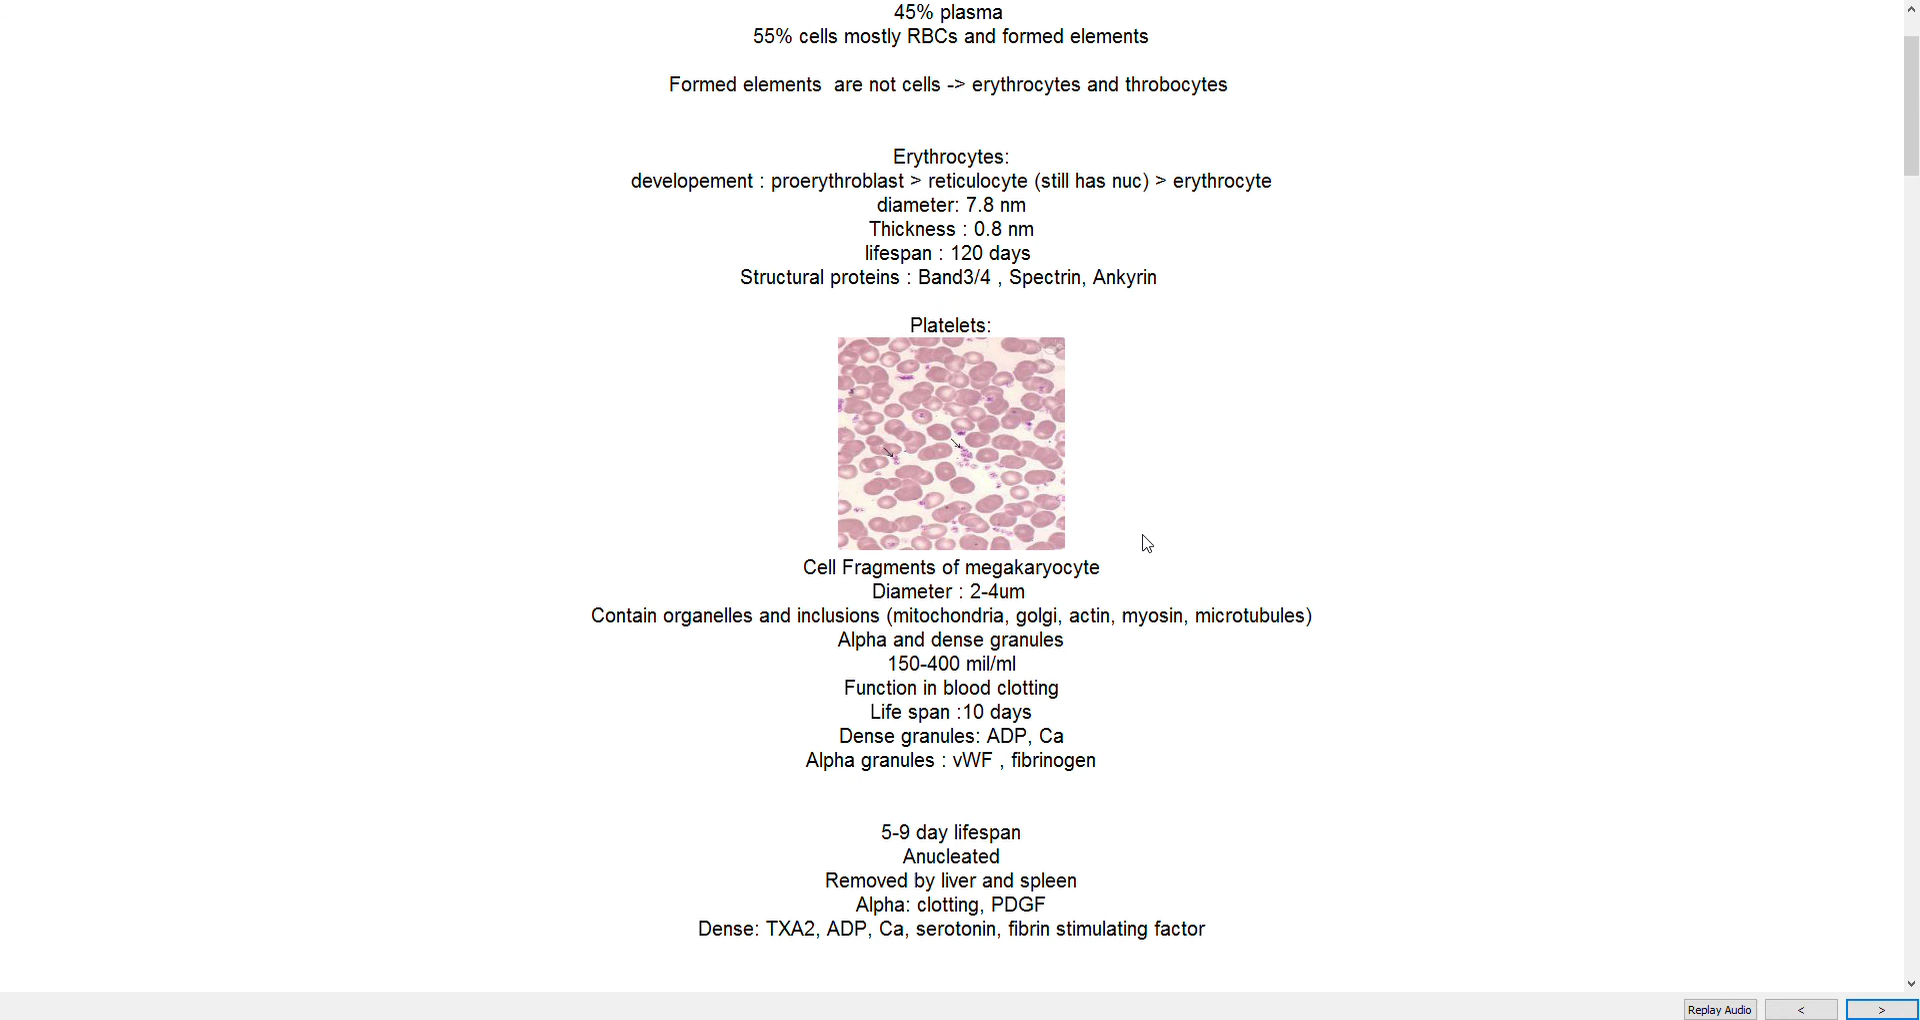 45% plasma
55% cells mostly RBCs and formed elements
Formed elements  are not cells -> erythrocytes and throbocytes
Erythrocytes:
developement : proerythroblast > reticulocyte (still has nuc) > erythrocyte
diameter: 7.8 nm
Thickness : 0.8 nm
lifespan : 120 days
Structural proteins : Band3/4 , Spectrin, Ankyrin
Platelets:
Cell Fragments of megakaryocyte
Diameter : 2-4um
Contain organelles and inclusions (mitochondria, golgi, actin, myosin, microtubules)
Alpha and dense granules
150-400 mil/ml
Function in blood clotting
Life span :10 days
Dense granules: ADP, Ca
Alpha granules : vWF , fibrinogen
5-9 day lifespan
Anucleated
Removed by liver and spleen
Alpha: clotting, PDGF
Dense: TXA2, ADP, Ca, serotonin, fibrin stimulating factor
Replay Audio
<
>